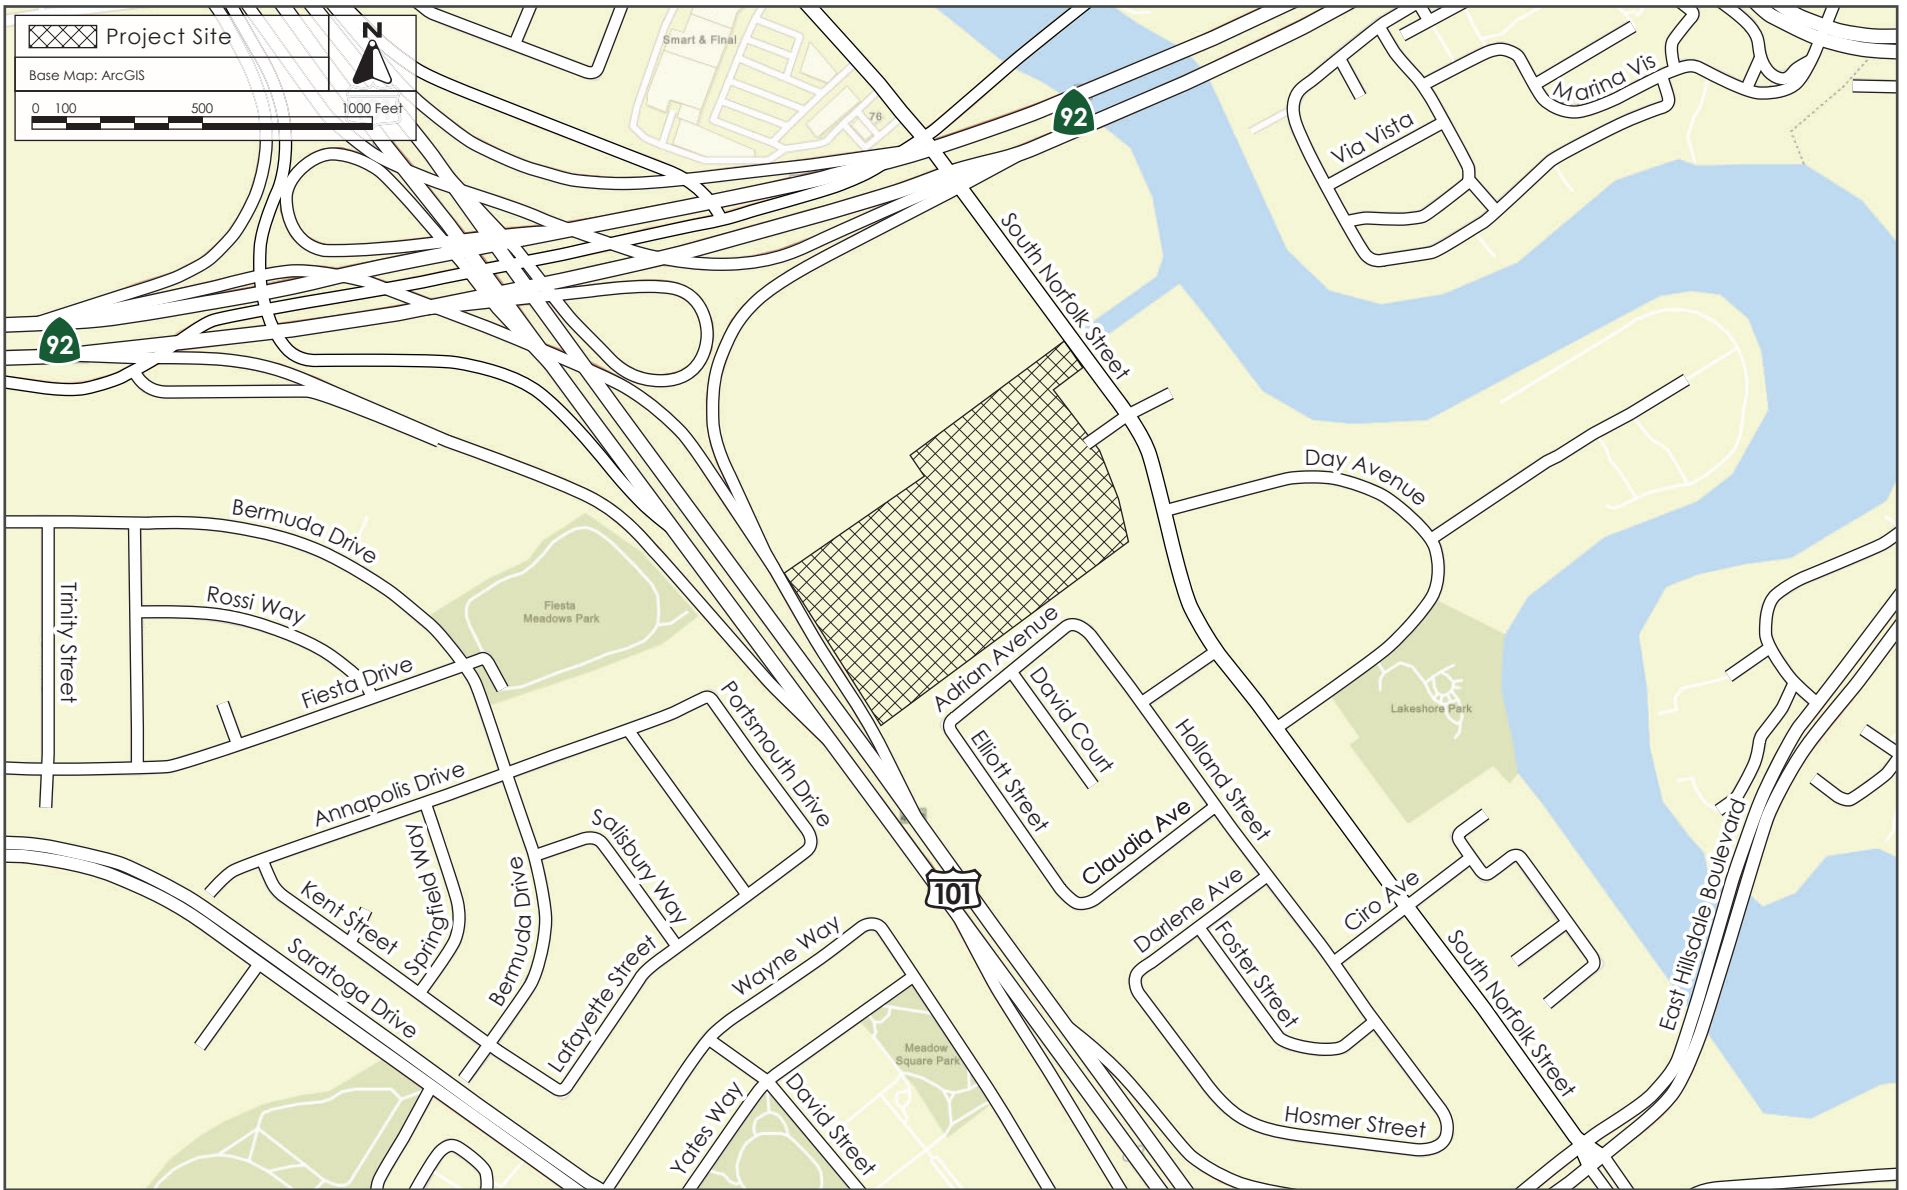 Project Site
N
Base Map: ArcGIS
0 100 500 1000 Feet
Smart & Final
76
92
Marina Vis
Via Vista
South Norfolk Street
92
Day Avenue
Bermuda Drive
Trinity Street
Rossi Way
Fiesta
Meadows Park
Fiesta Drive
Adrian Avenue
David Court
Portsmouth Drive
Lakeshore Park
Elliott Street
Holland Street
Annapolis Drive
Springfield Way
Salisbury Way
Claudia Ave
Kent Street
Bermuda Drive
101
Darlene Ave
Ciro Ave
East Hillsdale Boulevard
Saratoga Drive
Lafayette Street
Wayne Way
Foster Street
South Norfolk Street
Meadow
Square Park
Yates Way
David Street
Hosmer Street